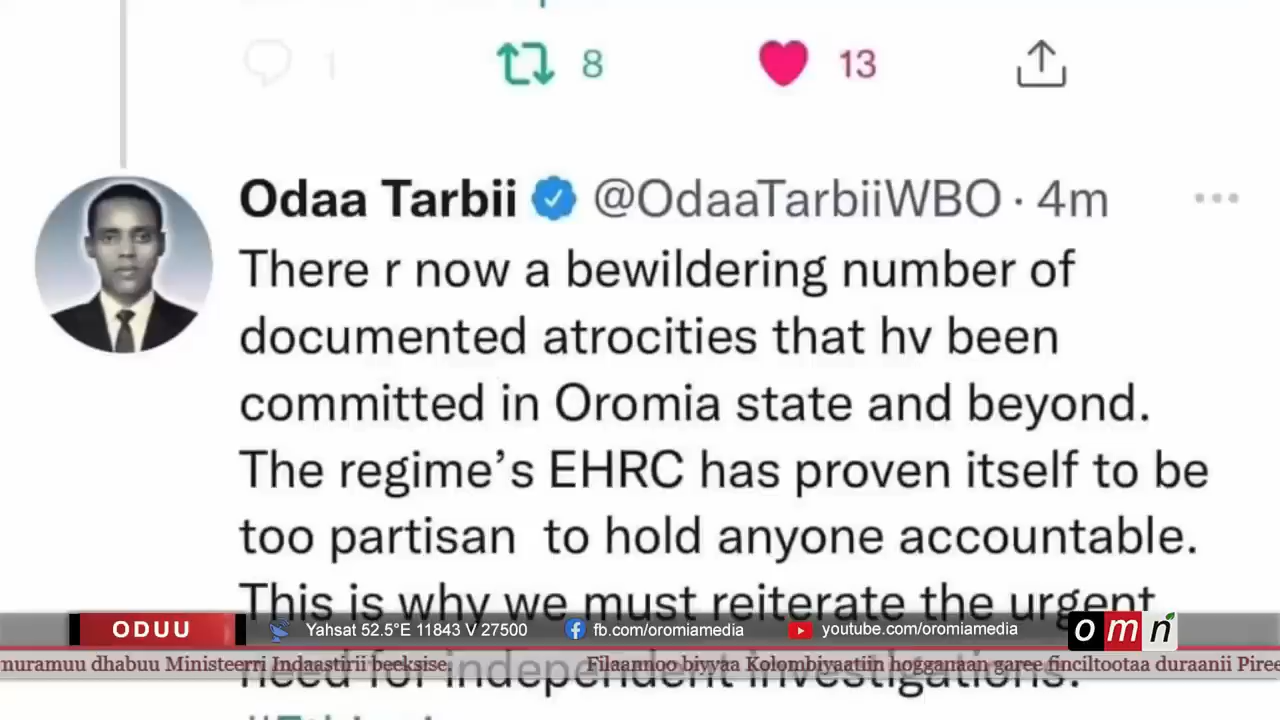 1 8 13
Odaa Tarbii @OdaaTarbiiWBO · 4m
There r now a bewildering number of
documented atrocities that hv been
committed in Oromia state and beyond.
The regime’s EHRC has proven itself to be
too partisan to hold anyone accountable.
This is why we must reiterate the urgent
need for independent investigations.
ODUU Yahsat 52.5°E 11843 V 27500 fb.com/oromiamedia youtube.com/oromiamedia omn
muramuu dhabuu Ministeerri Indaastirii beeksise. Filaannoo biyyaa Kolombiyaatiin hogganaan garee finciltootaa duraanii Piree